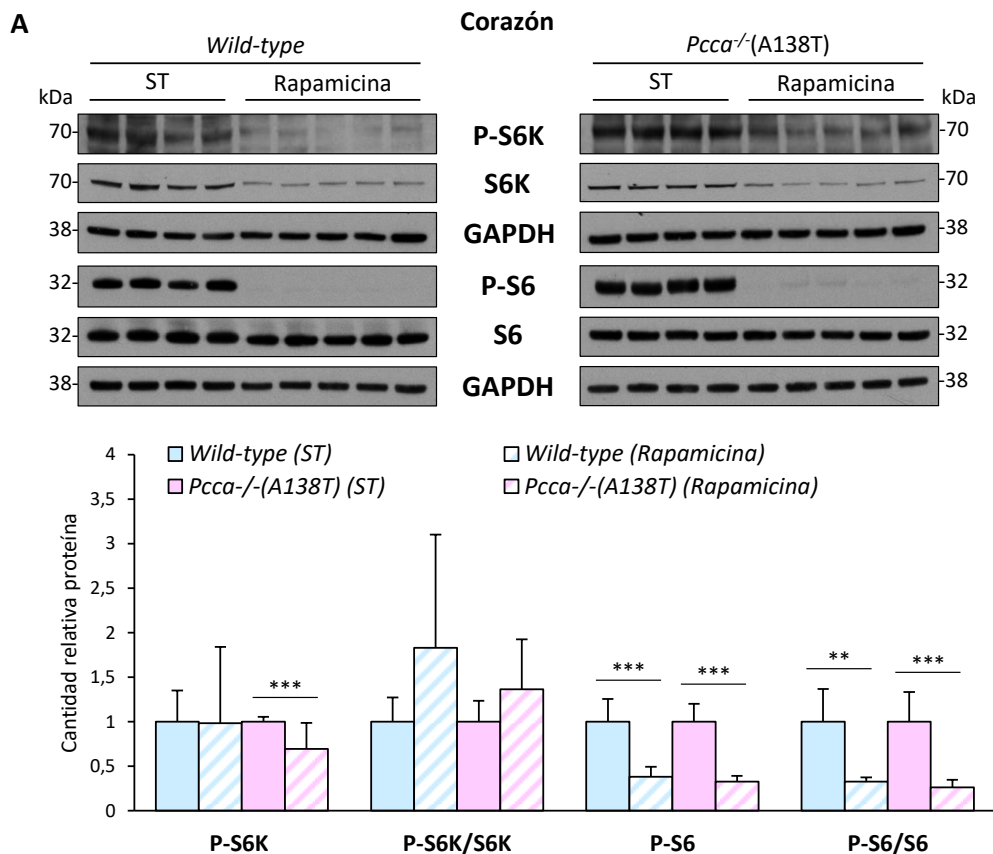 A
Corazón
Wild-type
Pcca-/-(A138T)
ST Rapamicina
ST Rapamicina
kDa
kDa
70- P-S6K -70
70- S6K -70
38- GAPDH -38
32- P-S6 -32
32- S6 -32
38- GAPDH -38
Cantidad relativa proteína
4
3,5
3
2,5
2
1,5
1
0,5
0
Wild-type (ST)
Wild-type (Rapamicina)
Pcca-/-(A138T) (ST)
Pcca-/-(A138T) (Rapamicina)
***
***
***
**
***
P-S6K P-S6K/S6K P-S6 P-S6/S6